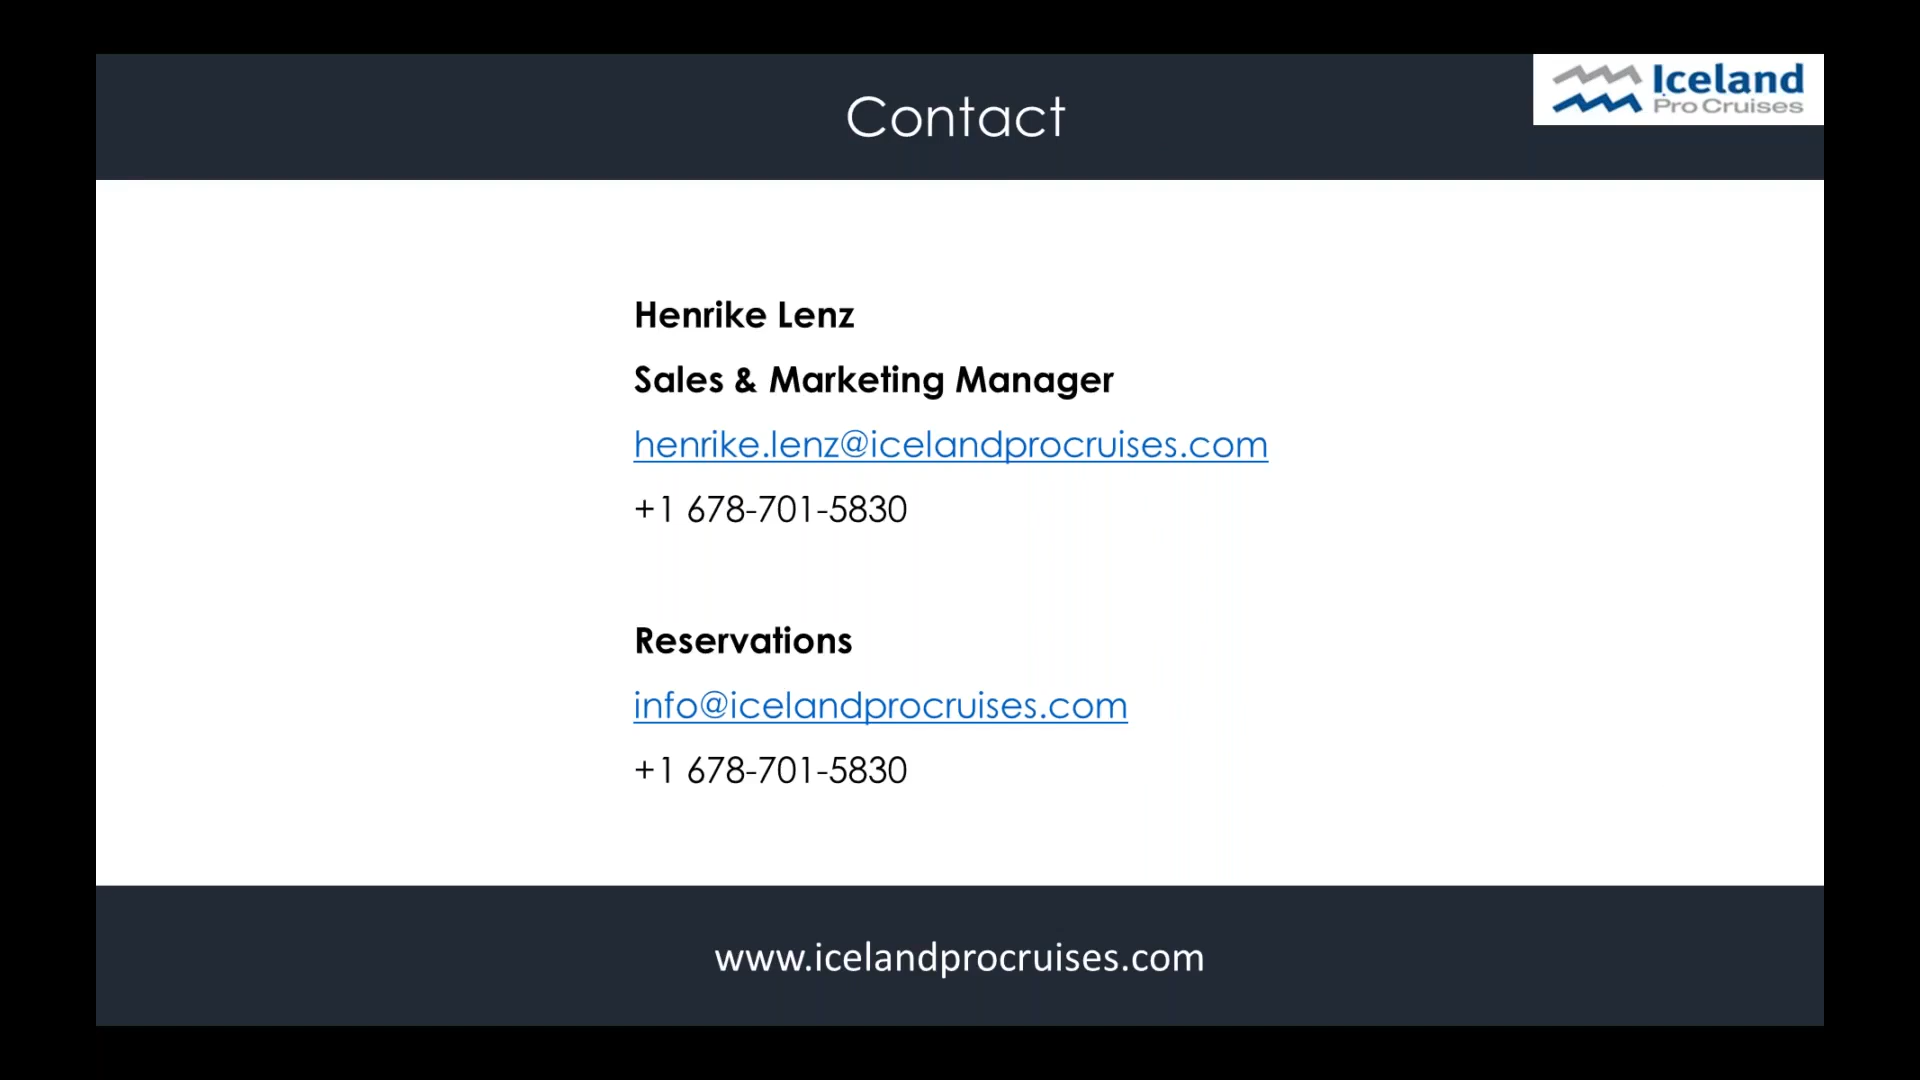 Contact
Iceland
Pro Cruises
Henrike Lenz
Sales & Marketing Manager
henrike.lenz@icelandprocruises.com
+1 678-701-5830
Reservations
info@icelandprocruises.com
+1 678-701-5830
www.icelandprocruises.com